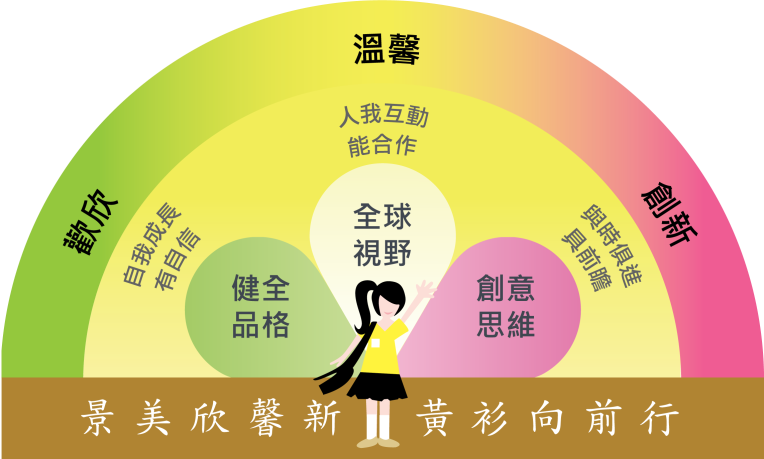 溫馨
歡欣
創新
人我互動
能合作
自我成長
有自信
與時俱進
具前瞻
全球
視野
健全
品格
創意
思維
景美欣馨新 黃衫向前行